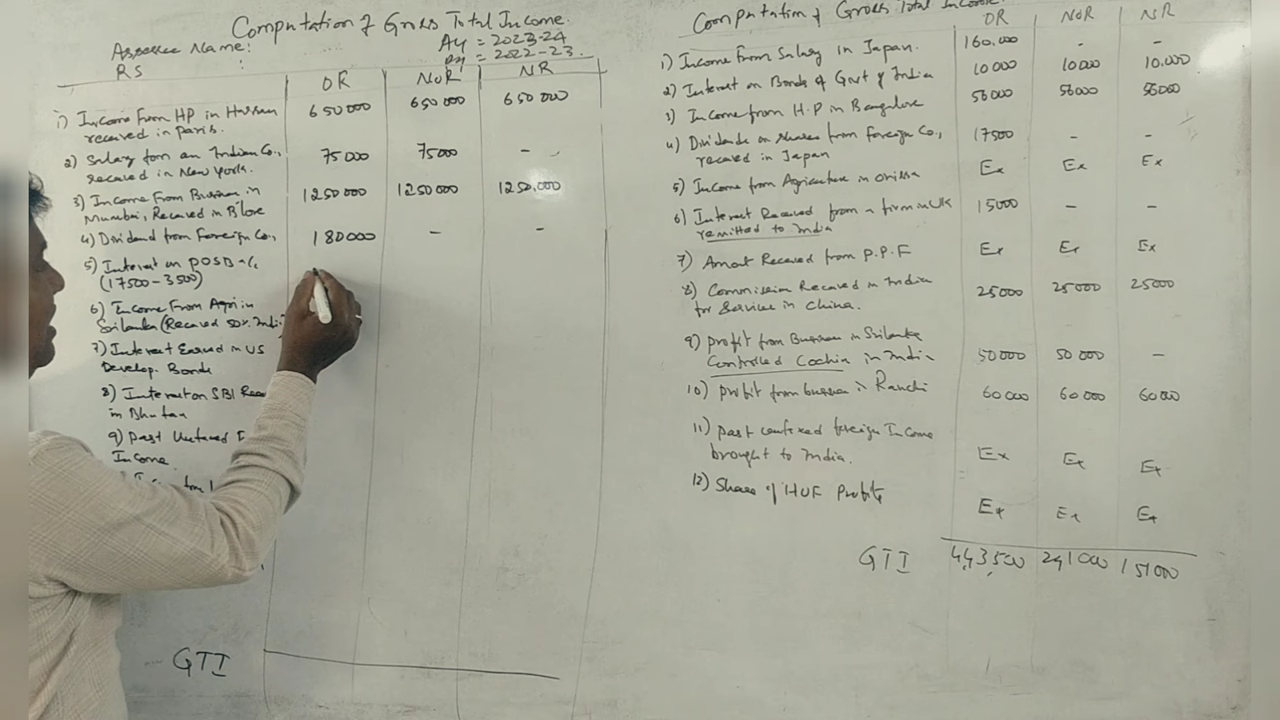 Computation of Gross Total Income.
Assessee Name:
AY = 2023-24
PY = 2022-23.
RS :
OR NOR NR
1) Income From HP in Hassan 650000 650000 650000
received in Paris.
2) Salary from an Indian Co., 75000 75000 -
received in New York.
3) Income From Business in 1250000 1250000 1250,000
Mumbai, Received in B'lore
4) Dividend from Foreign Co., 180000 - -
5) Interest on POSB a/c
(17500-3500)
6) Income From Agri in
Srilanka (Received
7) Interest Earned in US
Develop. Bonds
8) Interest on SBI
in Bhutan
9) Past Untaxed
Income
GTI
Computation of Gross Total Income.
OR NOR NR
1) Income From Salary in Japan. 160,000 - -
2) Interest on Bonds of Govt of India 10000 10000 10.000
3) Income from H.P in Bangalore 56000 56000 56000
4) Dividends on shares from Foreign Co., 17500 - -
received in Japan
5) Income from Agriculture in Orissa Ex Ex Ex
6) Interest Received from a firm in UK 15000 - -
remitted to India
7) Amount Received from P.P.F Ex Ex Ex
8) Commission Received in India 25000 25000 25000
for Services in China.
9) Profit from Business in Srilanka
Controlled Cochin in India 50000 50000 -
10) Profit from business in Ranchi 60000 60000 60000
11) Past untaxed foreign Income
brought to India. Ex Ex Ex
12) Share of HUF Profits Ex Ex Ex
GTI 4,43,500 241000 151000